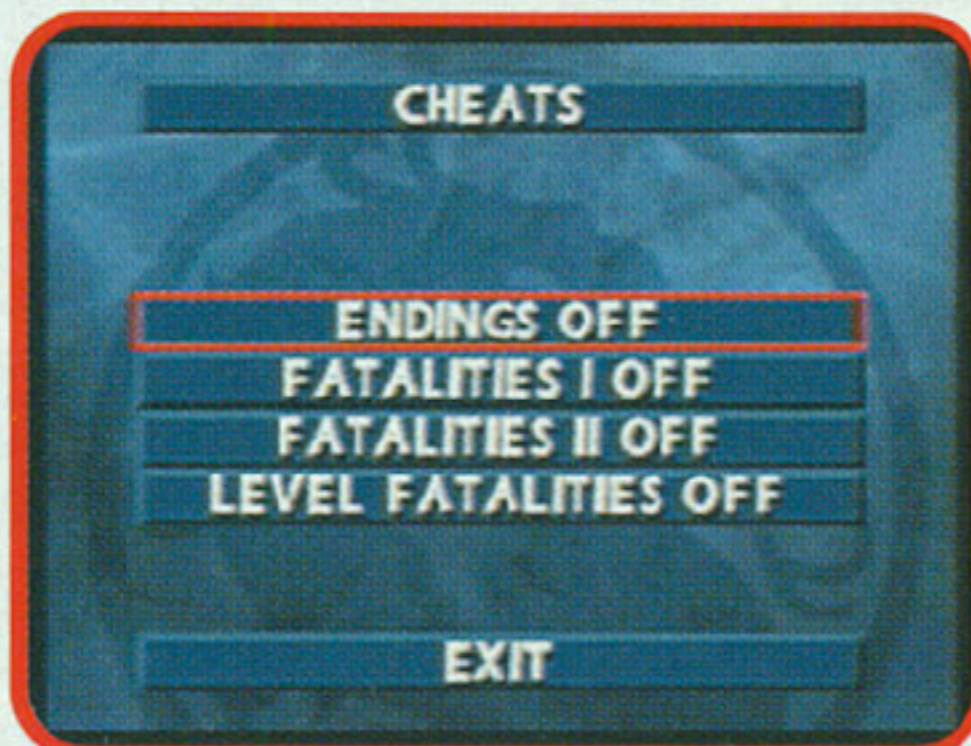 CHEATS
ENDINGS OFF
FATALITIES I OFF
FATALITIES II OFF
LEVEL FATALITIES OFF
EXIT